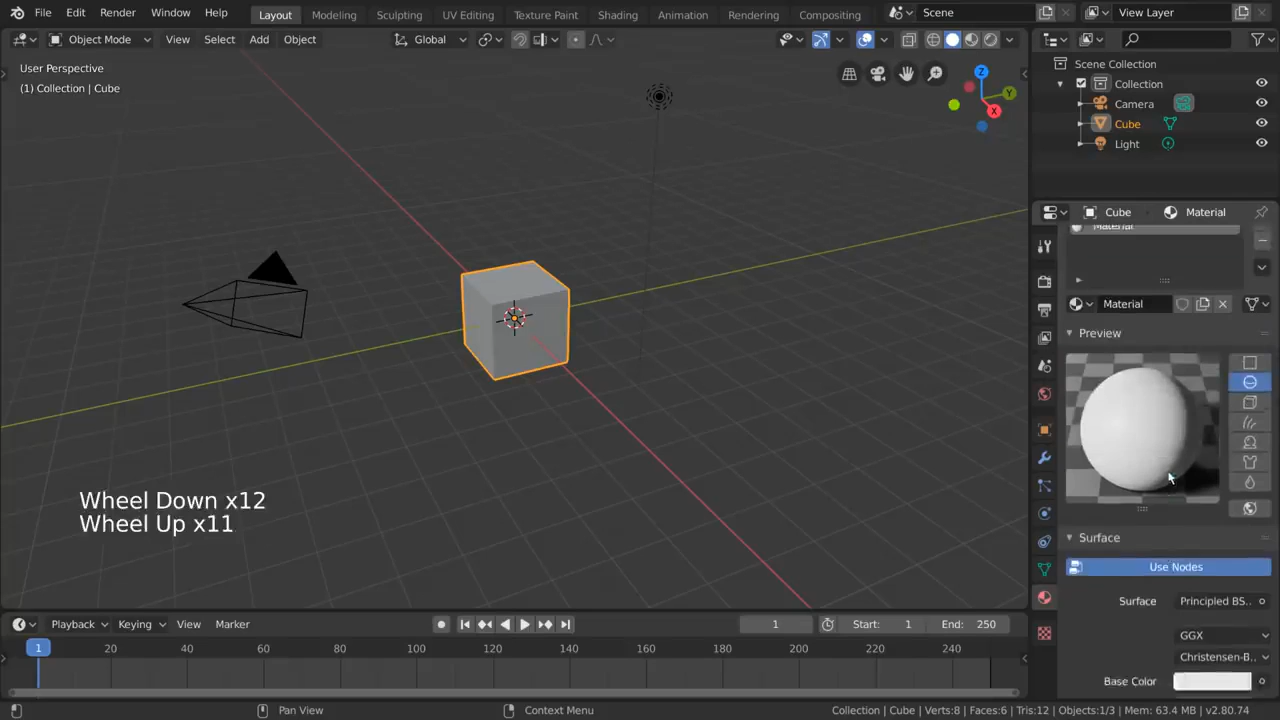 File Edit Render Window Help
Layout Modeling Sculpting UV Editing Texture Paint Shading Animation Rendering Compositing
Scene
View Layer
Object Mode View Select Add Object
Global
User Perspective
(1) Collection | Cube
Z
Y
X
Scene Collection
Collection
Camera
Cube
Light
Cube Material
Material
Material
Preview
Surface
Use Nodes
Surface Principled BS..
GGX
Christensen-B..
Base Color
Wheel Down x12
Wheel Up x11
Playback Keying View Marker
1
Start: 1
End: 250
1 20 40 60 80 100 120 140 160 180 200 220 240
Pan View
Context Menu
Collection | Cube | Verts:8 | Faces:6 | Tris:12 | Objects:1/3 | Mem: 63.4 MB | v2.80.74